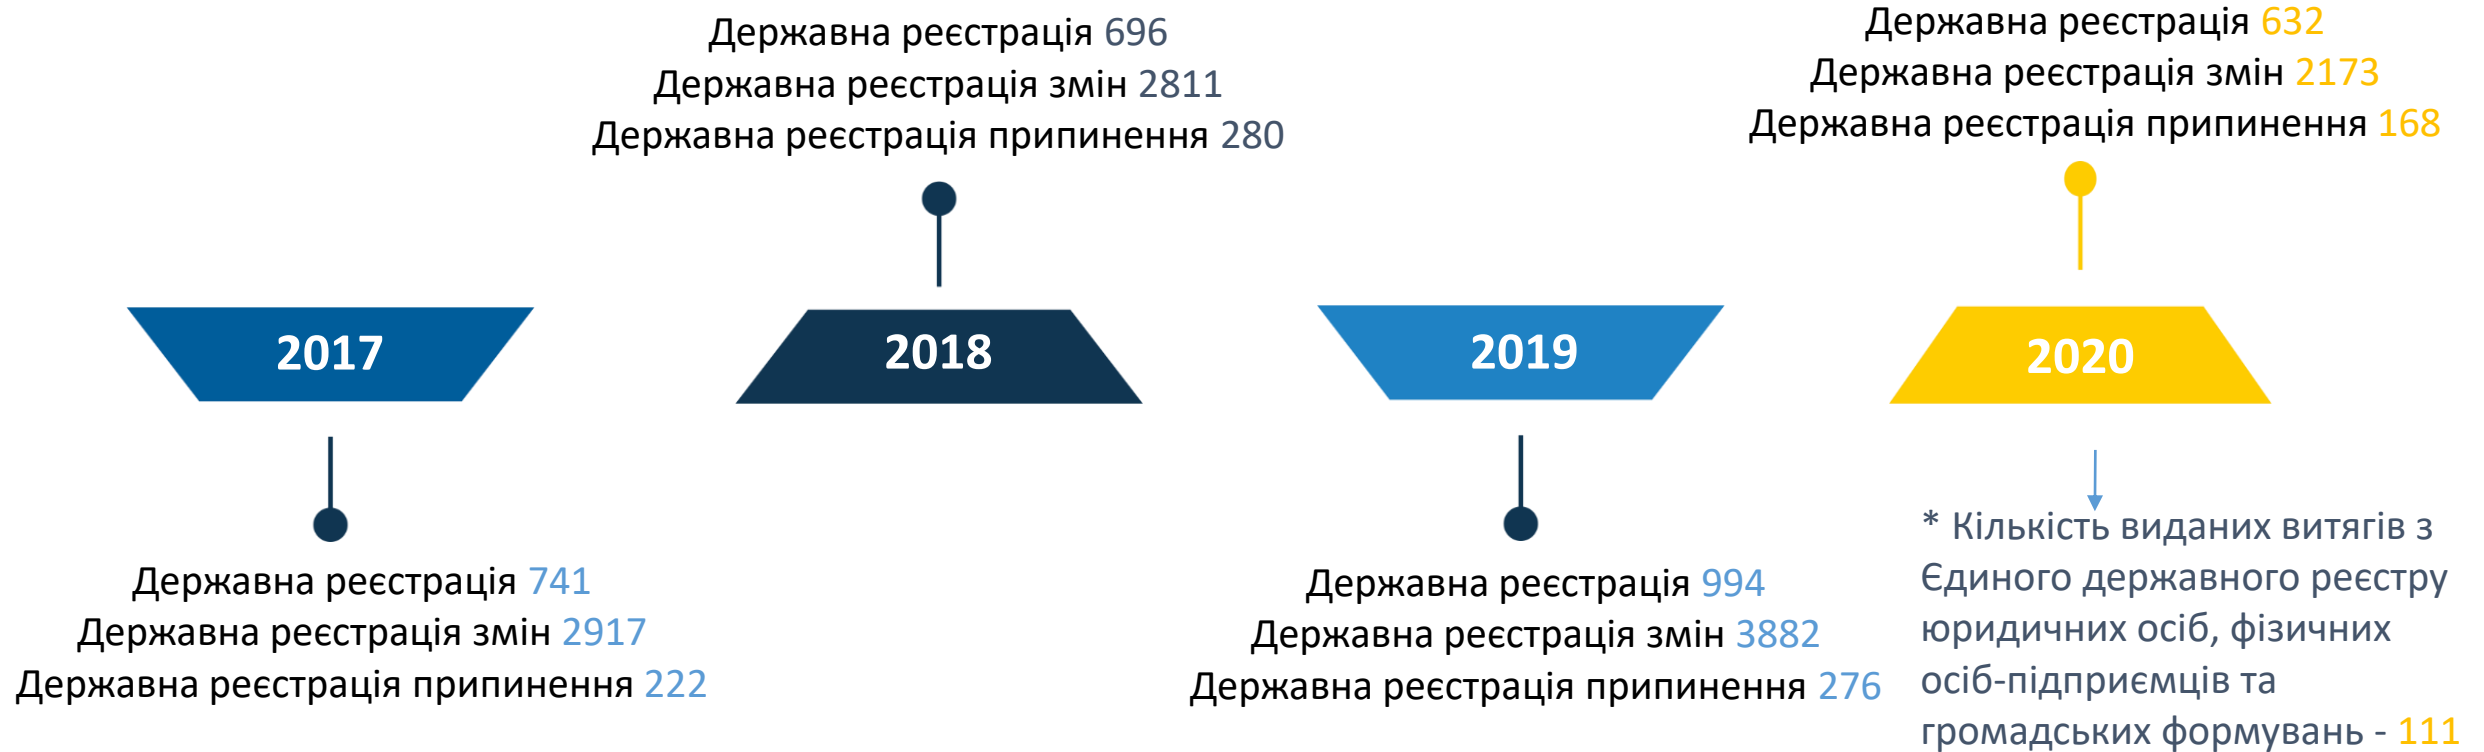 Державна реєстрація 696
Державна реєстрація змін 2811
Державна реєстрація припинення 280
Державна реєстрація 632
Державна реєстрація змін 2173
Державна реєстрація припинення 168
2017
2018
2019
2020
Державна реєстрація 741
Державна реєстрація змін 2917
Державна реєстрація припинення 222
Державна реєстрація 994
Державна реєстрація змін 3882
Державна реєстрація припинення 276
* Кількість виданих витягів з
Єдиного державного реєстру
юридичних осіб, фізичних
осіб-підприємців та
громадських формувань - 111